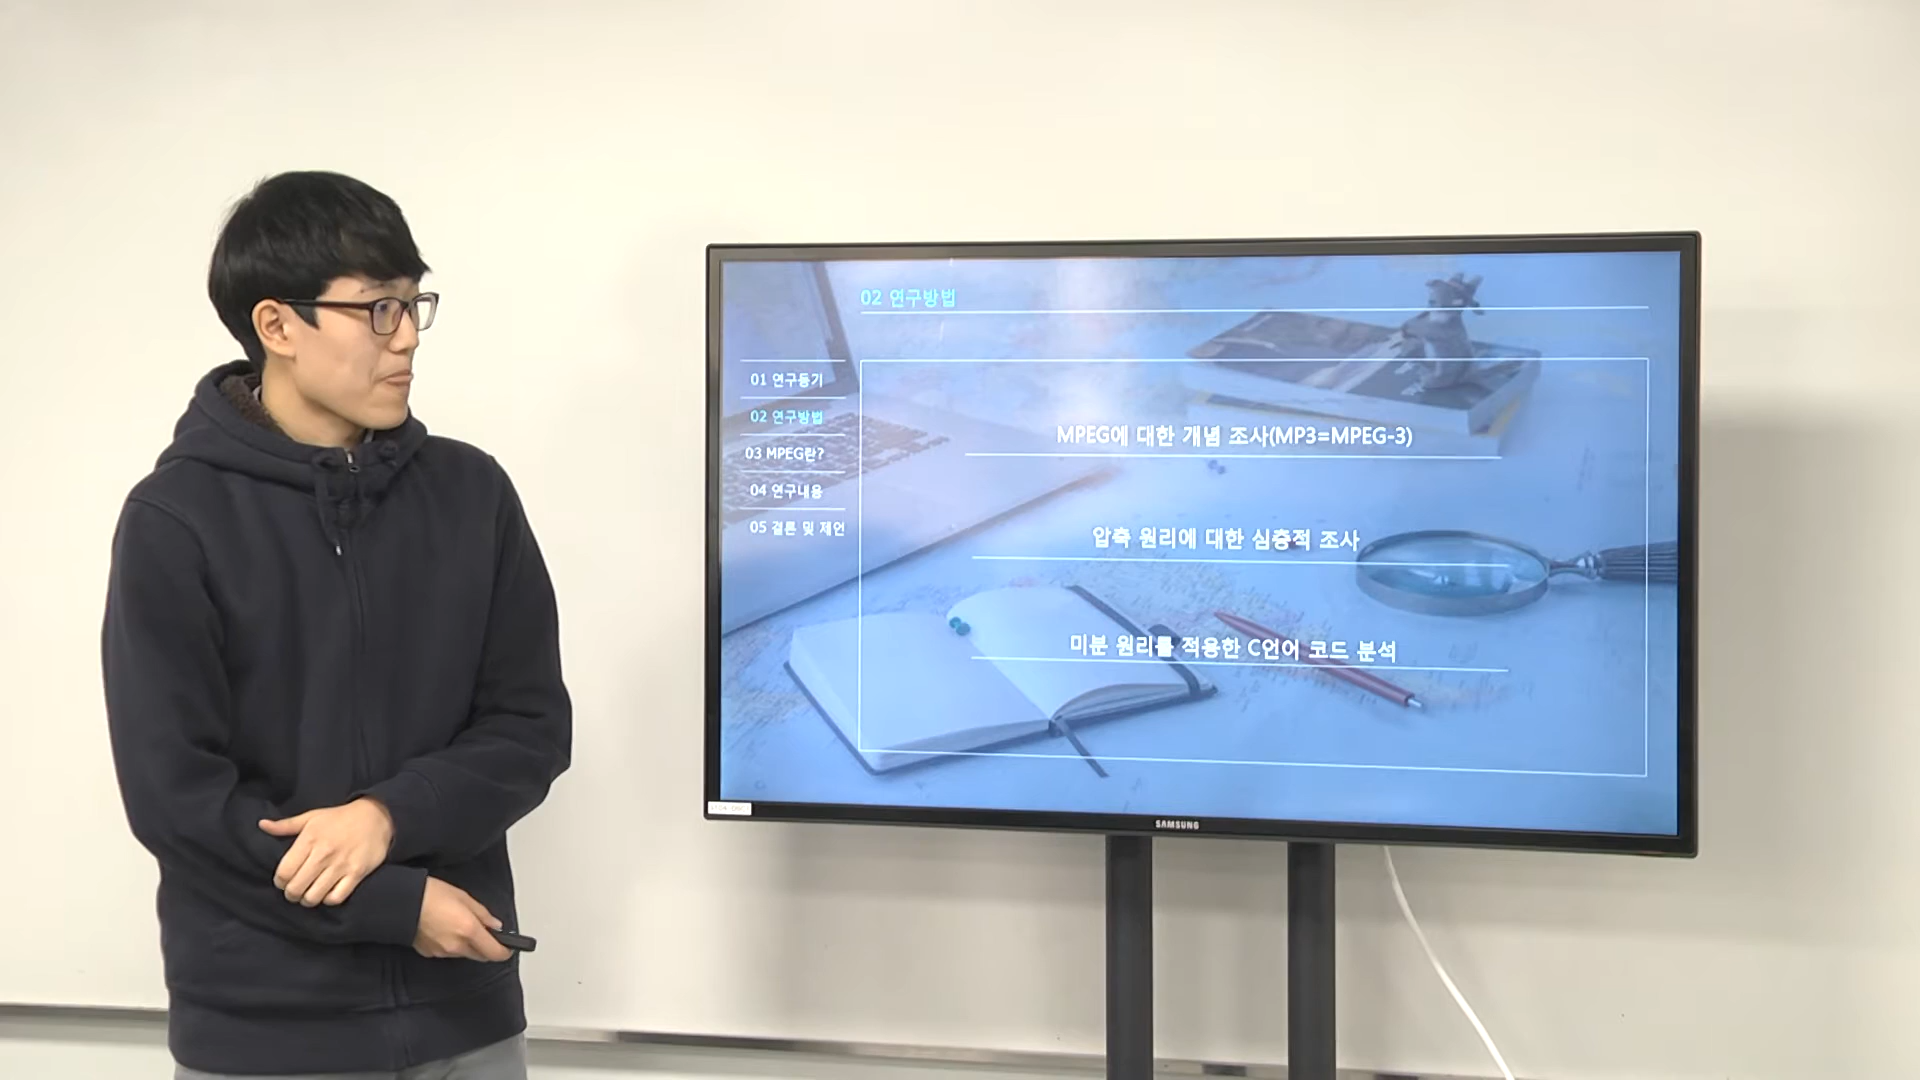 02 연구방법
01 연구동기
02 연구방법
03 MPEG란?
04 연구내용
05 결론 및 제언
MPEG에 대한 개념 조사(MP3=MPEG-3)
압축 원리에 대한 심층적 조사
미분 원리를 적용한 C언어 코드 분석
SAMSUNG